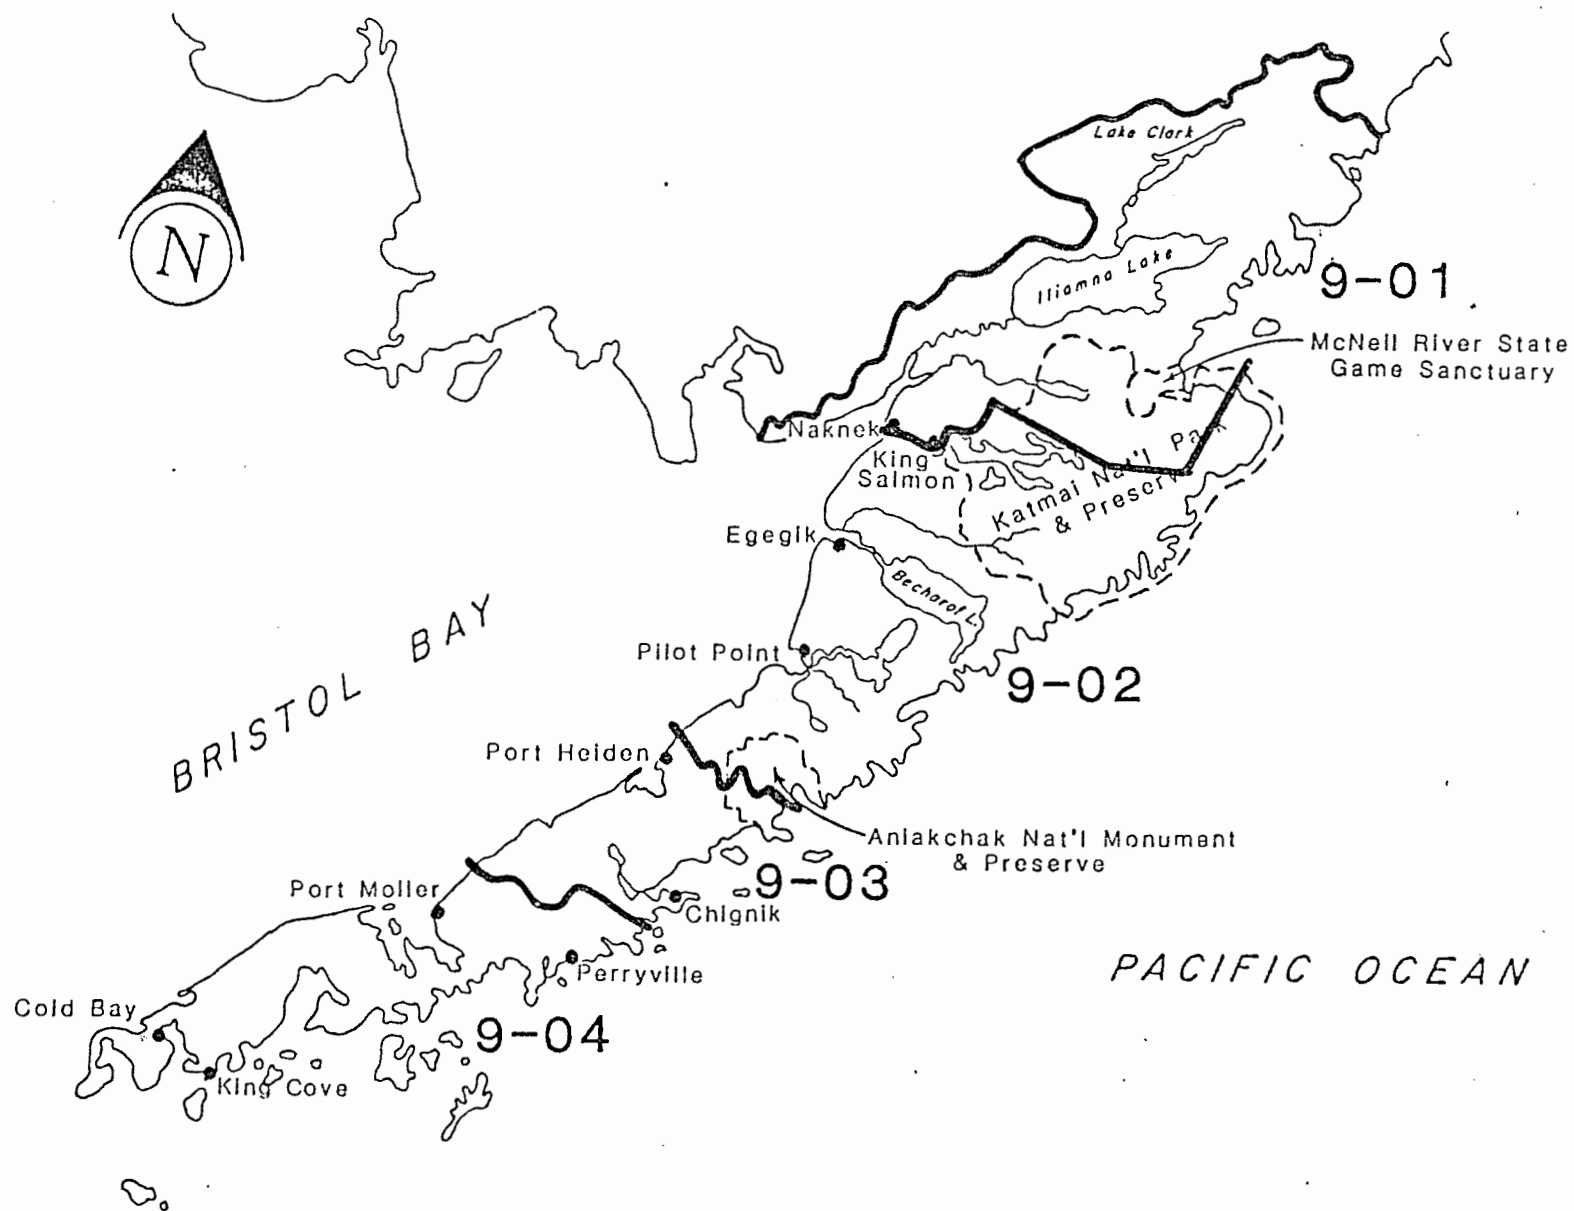 N
Lake Clark
Iliamna Lake
9-01
McNeil River State
Game Sanctuary
Naknek
King
Salmon
Katmai Nat'l Park
& Preserve
Egegik
Becharof L.
BRISTOL BAY
Pilot Point
9-02
Port Heiden
Aniakchak Nat'l Monument
& Preserve
9-03
Port Moller
Chignik
Perryville
PACIFIC OCEAN
Cold Bay
9-04
King Cove